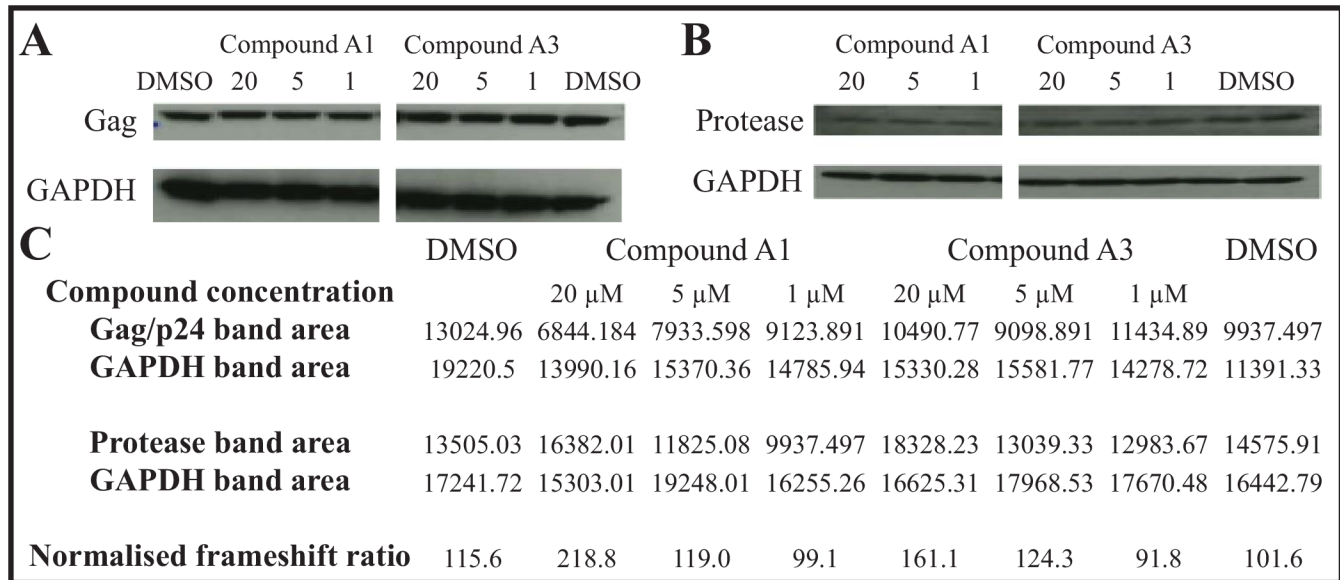 A
Compound A1
Compound A3
DMSO 20 5 1
20 5 1 DMSO
Gag
GAPDH
B
Compound A1
Compound A3
20 5 1
20 5 1 DMSO
Protease
GAPDH
C
DMSO Compound A1 Compound A3 DMSO
Compound concentration 20 μM 5 μM 1 μM 20 μM 5 μM 1 μM
Gag/p24 band area 13024.96 6844.184 7933.598 9123.891 10490.77 9098.891 11434.89 9937.497
GAPDH band area 19220.5 13990.16 15370.36 14785.94 15330.28 15581.77 14278.72 11391.33
Protease band area 13505.03 16382.01 11825.08 9937.497 18328.23 13039.33 12983.67 14575.91
GAPDH band area 17241.72 15303.01 19248.01 16255.26 16625.31 17968.53 17670.48 16442.79
Normalised frameshift ratio 115.6 218.8 119.0 99.1 161.1 124.3 91.8 101.6